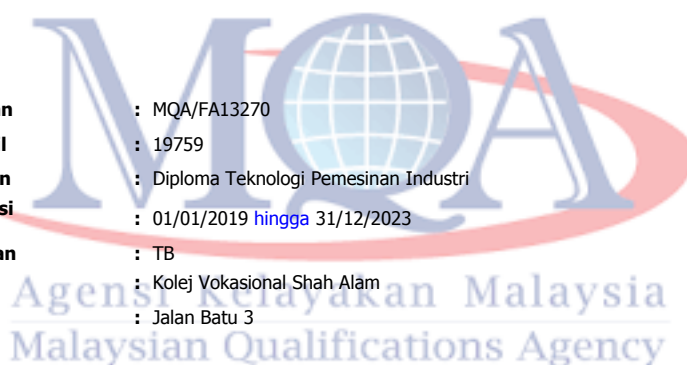 MQA
an : MQA/FA13270
l : 19759
n : Diploma Teknologi Pemesinan Industri
si : 01/01/2019 hingga 31/12/2023
an : TB
: Kolej Vokasional Shah Alam
: Jalan Batu 3
Agensi Kelayakan Malaysia
Malaysian Qualifications Agency